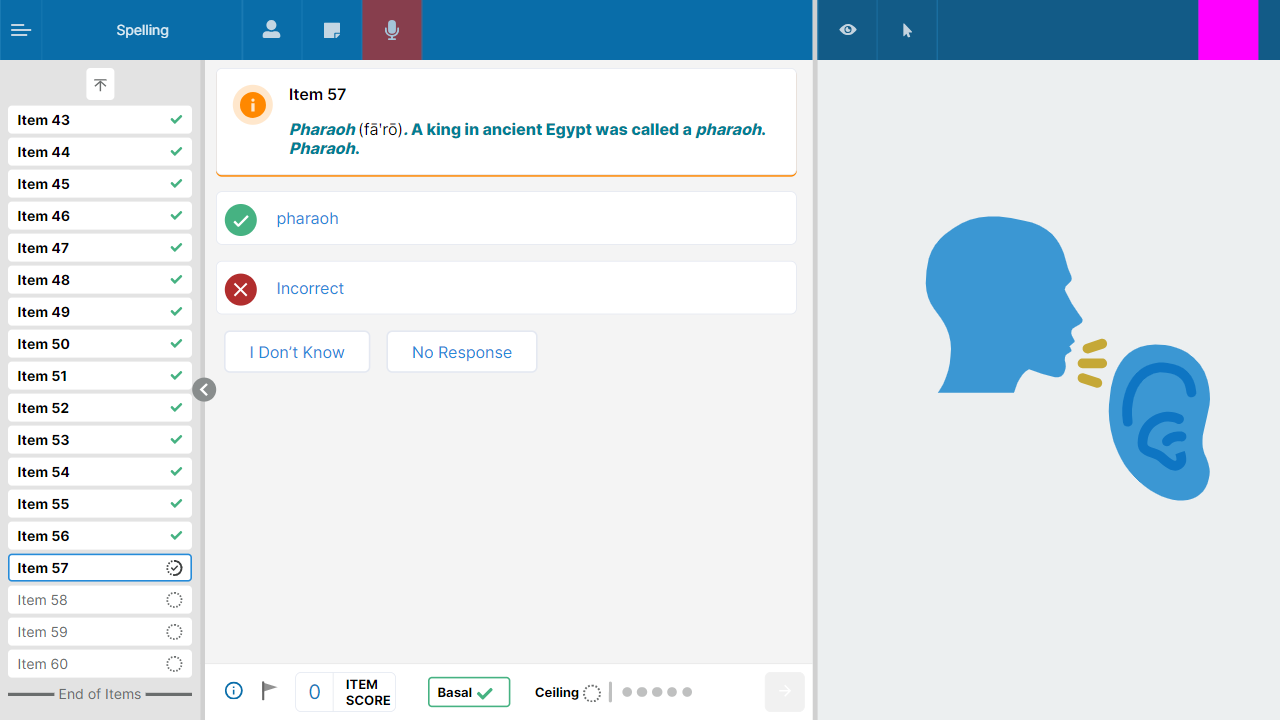 Spelling
Item 43
Item 44
Item 45
Item 46
Item 47
Item 48
Item 49
Item 50
Item 51
Item 52
Item 53
Item 54
Item 55
Item 56
Item 57
Item 58
Item 59
Item 60
End of Items
Item 57
Pharaoh (fā'rō). A king in ancient Egypt was called a pharaoh.
Pharaoh.
pharaoh
Incorrect
I Don’t Know
No Response
0
ITEM
SCORE
Basal
Ceiling